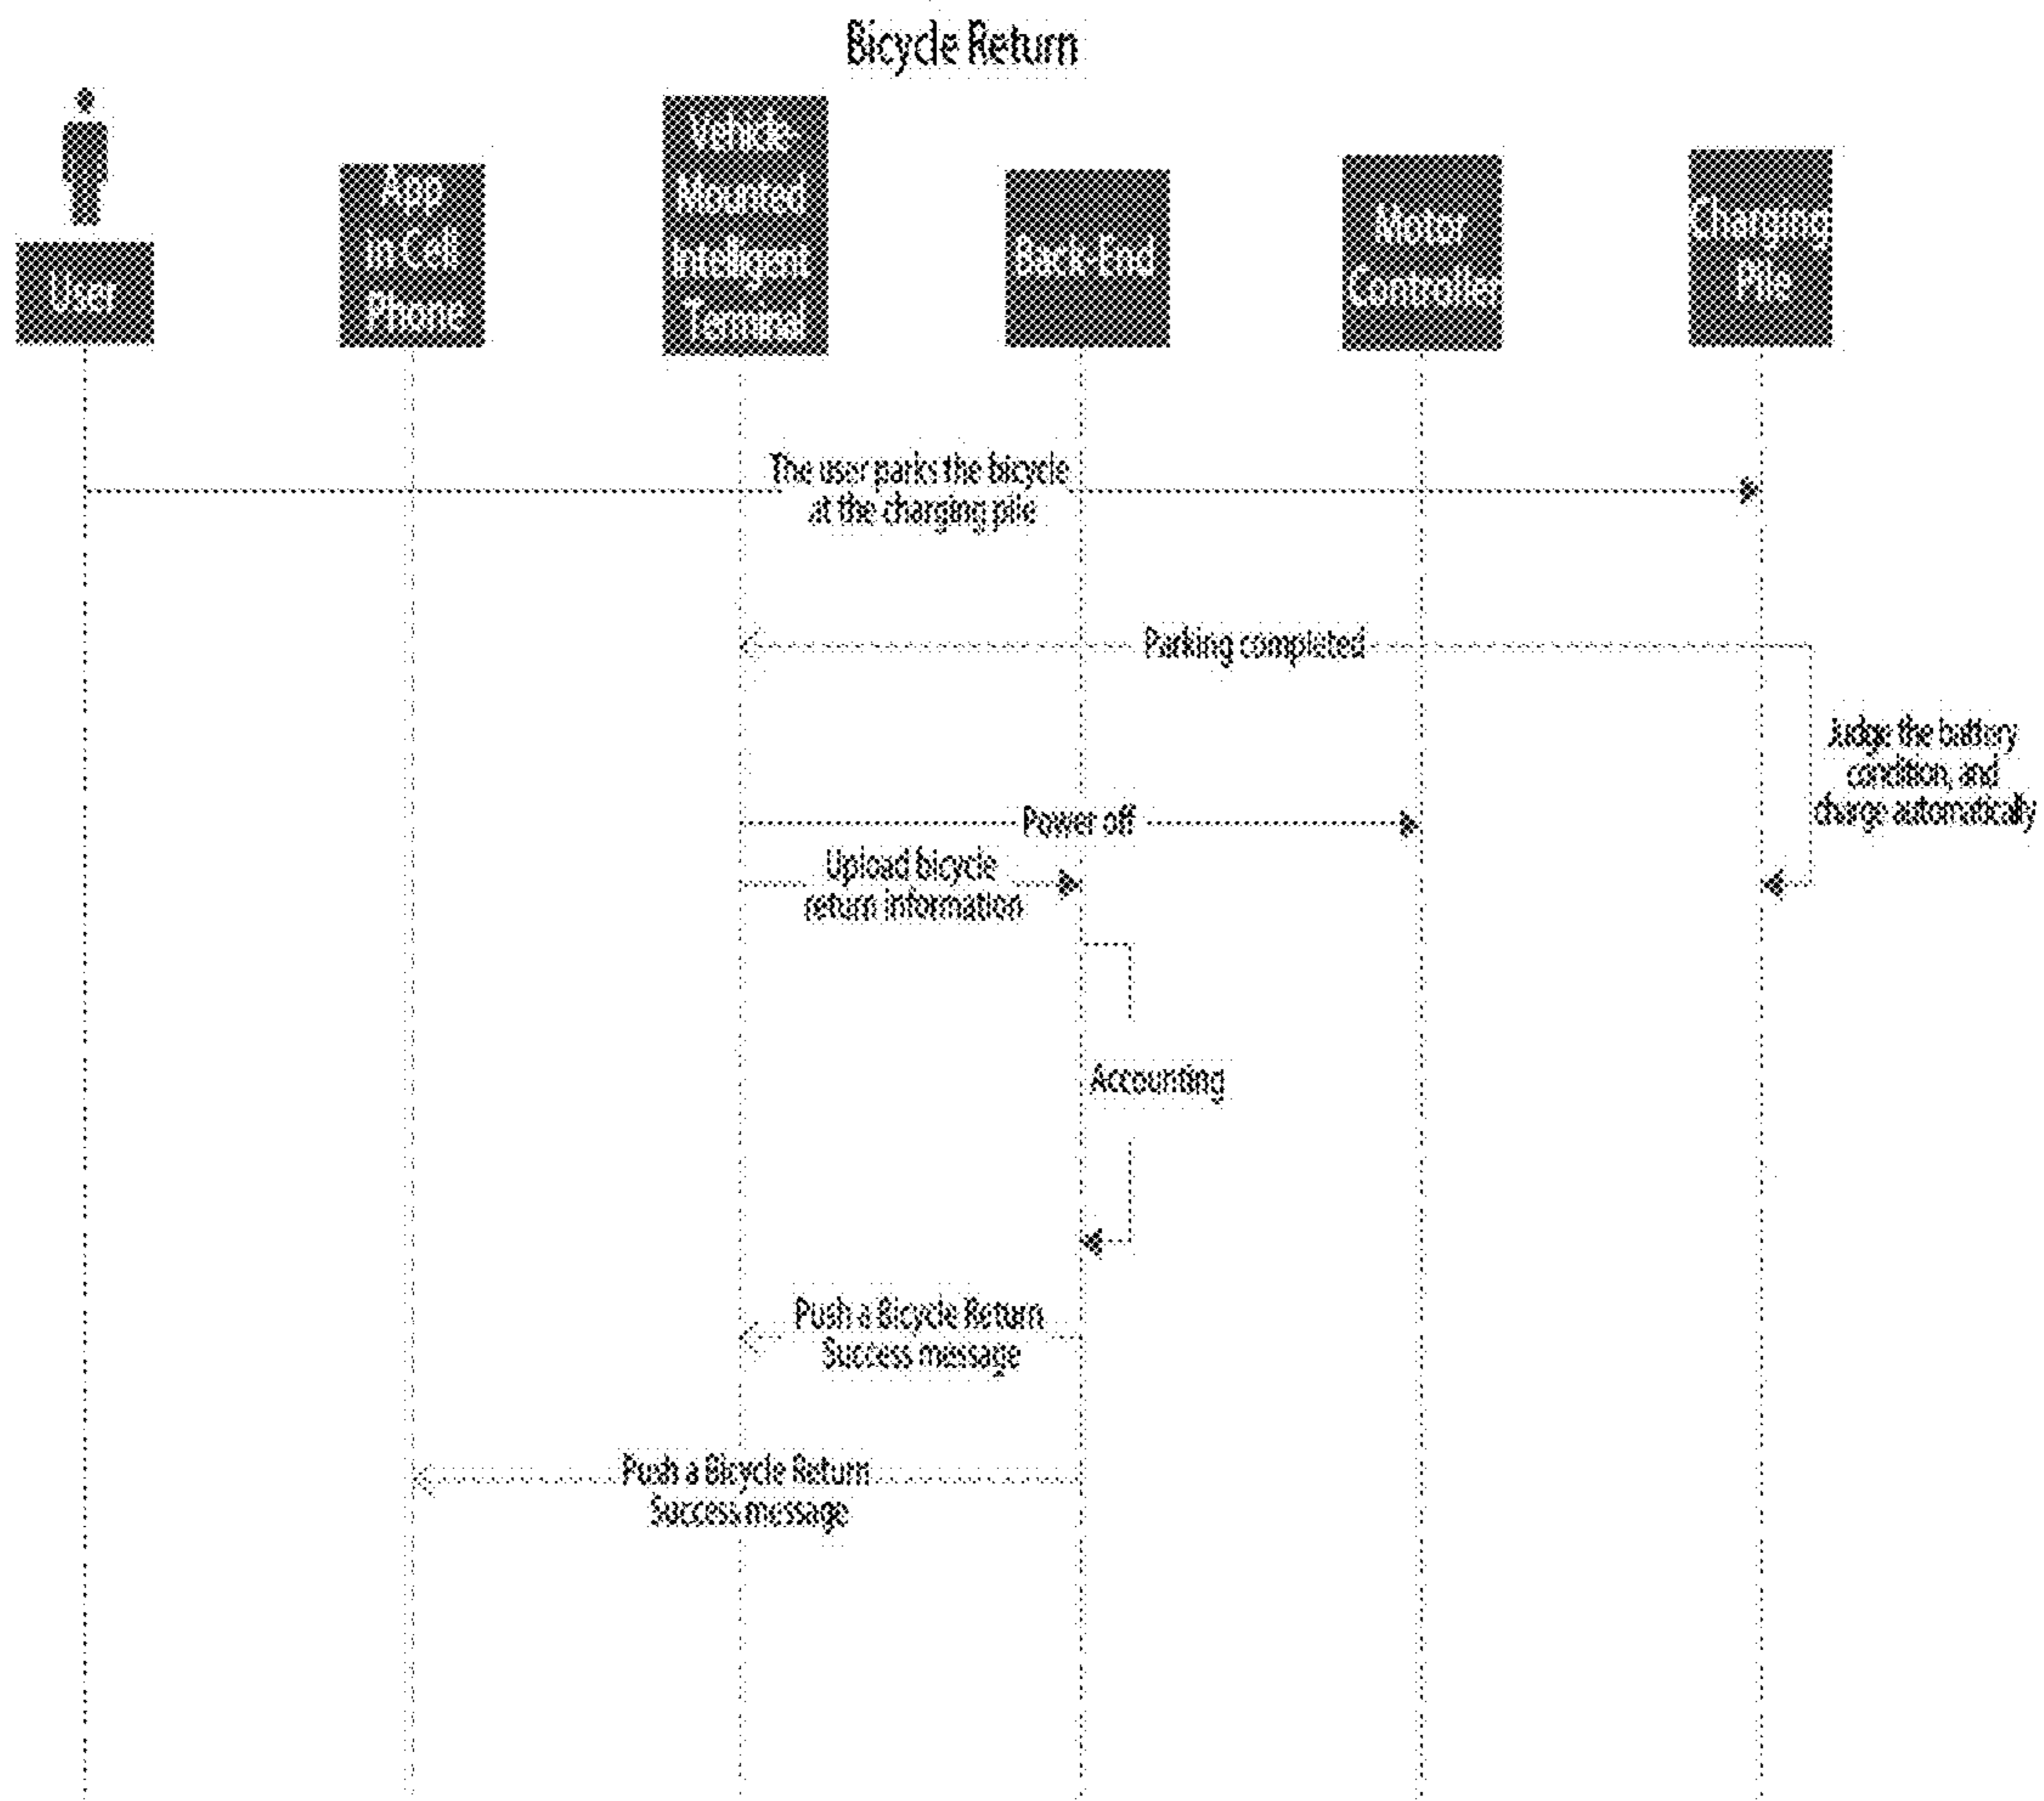 Bicycle Return
User
App
in Cell
Phone
Vehicle-
Mounted
Intelligent
Terminal
Back-End
Motor
Controller
Charging
Pile
The user parks the bicycle
at the charging pile
Parking completed
Judge the battery
condition, and
charge automatically
Power off
Upload bicycle
return information
Accounting
Push a Bicycle Return
Success message
Push a Bicycle Return
Success message